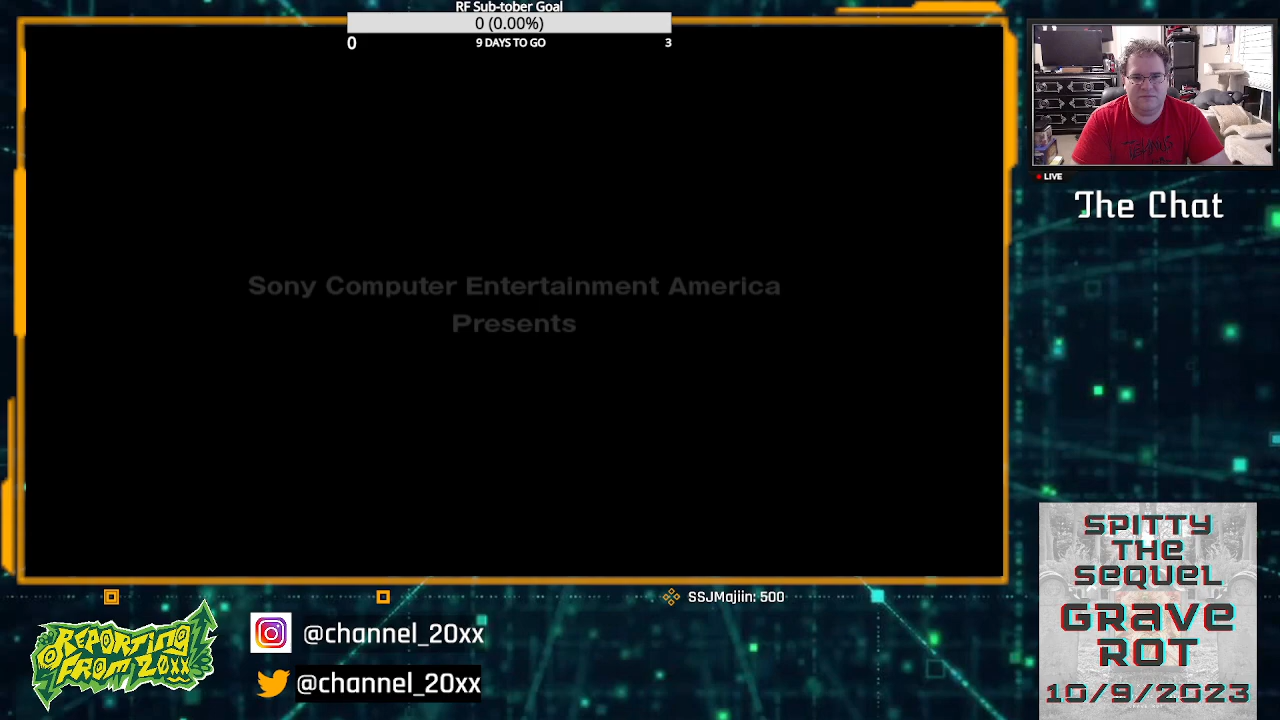 RF Sub-tober Goal
0 (0.00%)
0 9 DAYS TO GO 3
Sony Computer Entertainment America
Presents
LIVE
The Chat
SPITTY
THE
SEQUEL
GRAVE
ROT
10/9/2023
SSJMajiin: 500
REPORTING
FROM 20XX
@channel_20xx
@channel_20xx